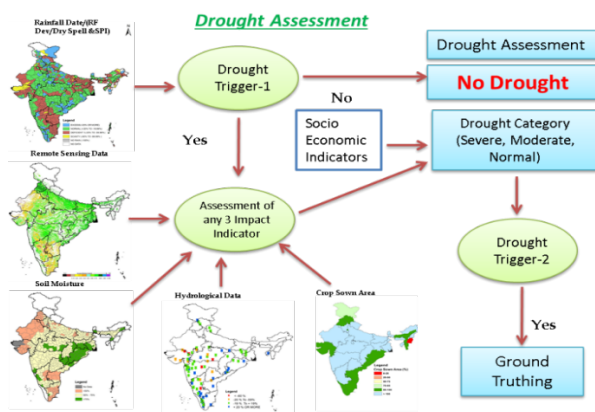 Drought Assessment
Rainfall Date/(RF
Dev/Dry Spell &SPI)
Drought
Trigger-1
Drought Assessment
No Drought
No
Yes
Socio
Economic
Indicators
Drought Category
(Severe, Moderate,
Normal)
Remote Sensing Data
Assessment of
any 3 Impact
Indicator
Drought
Trigger-2
Soil Moisture
Hydrological Data
Crop Sown Area
Yes
Ground
Truthing